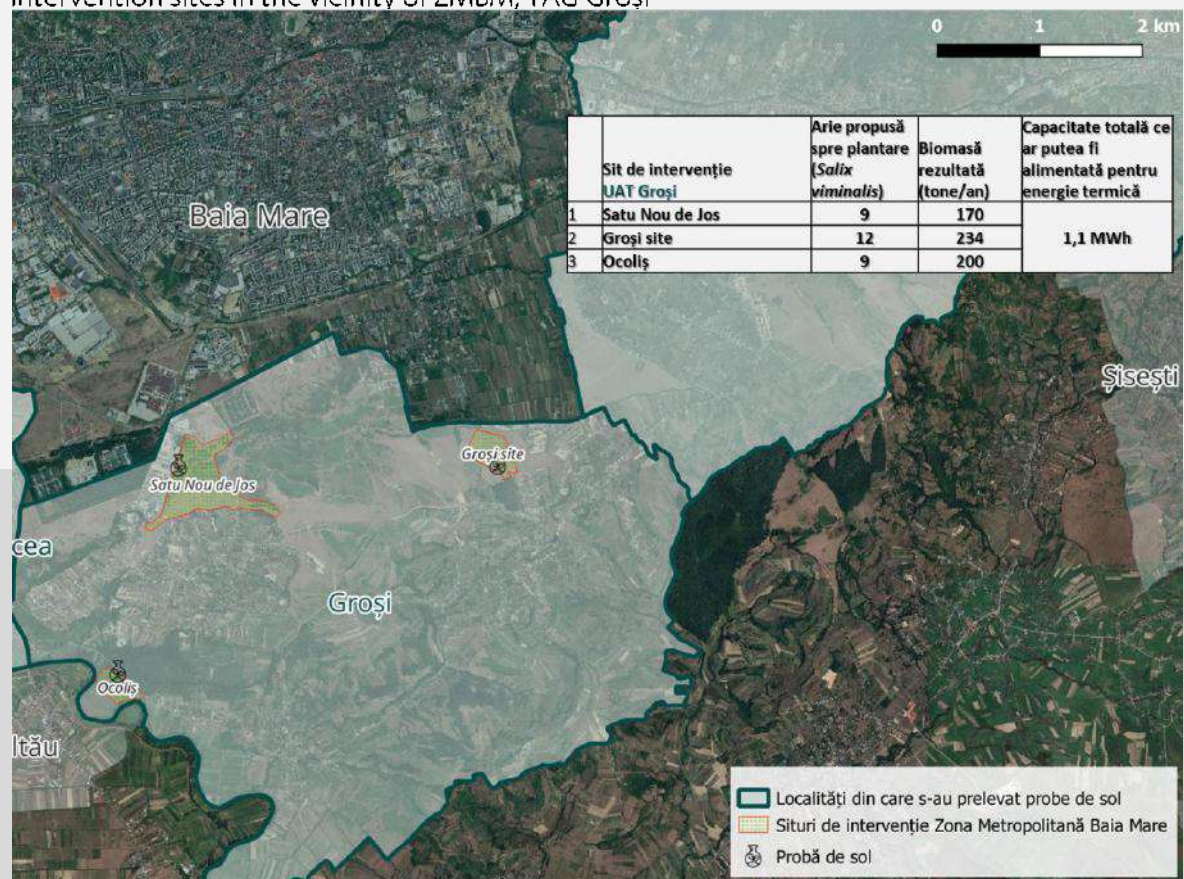 intervention sites in the vicinity of ZMBM, TAU Groși
0 1 2 km
Sit de intervenție
UAT Groși
Arie propusă
spre plantare
(Salix
viminalis)
Biomasă
rezultată
(tone/an)
Capacitate totală ce
ar putea fi
alimentată pentru
energie termică
1 Satu Nou de Jos 9 170
2 Groși site 12 234 1,1 MWh
3 Ocoliș 9 200
Baia Mare
Șisești
Groși site
Satu Nou de Jos
cea
Groși
Ocoliș
ltău
Localități din care s-au prelevat probe de sol
Situri de intervenție Zona Metropolitană Baia Mare
Probă de sol